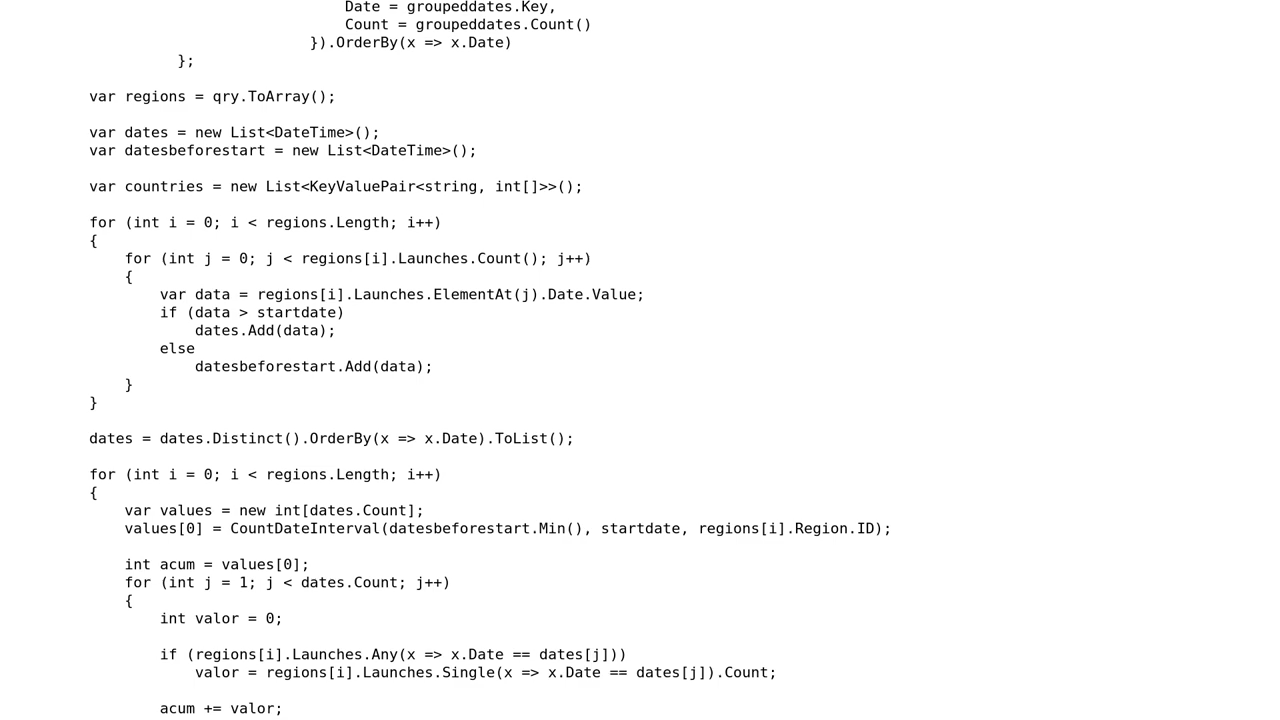 Date = groupeddates.Key,
Count = groupeddates.Count()
}).OrderBy(x => x.Date)
};
var regions = qry.ToArray();
var dates = new List<DateTime>();
var datesbeforestart = new List<DateTime>();
var countries = new List<KeyValuePair<string, int[]>>();
for (int i = 0; i < regions.Length; i++)
{
for (int j = 0; j < regions[i].Launches.Count(); j++)
{
var data = regions[i].Launches.ElementAt(j).Date.Value;
if (data > startdate)
dates.Add(data);
else
datesbeforestart.Add(data);
}
}
dates = dates.Distinct().OrderBy(x => x.Date).ToList();
for (int i = 0; i < regions.Length; i++)
{
var values = new int[dates.Count];
values[0] = CountDateInterval(datesbeforestart.Min(), startdate, regions[i].Region.ID);
int acum = values[0];
for (int j = 1; j < dates.Count; j++)
{
int valor = 0;
if (regions[i].Launches.Any(x => x.Date == dates[j]))
valor = regions[i].Launches.Single(x => x.Date == dates[j]).Count;
acum += valor;